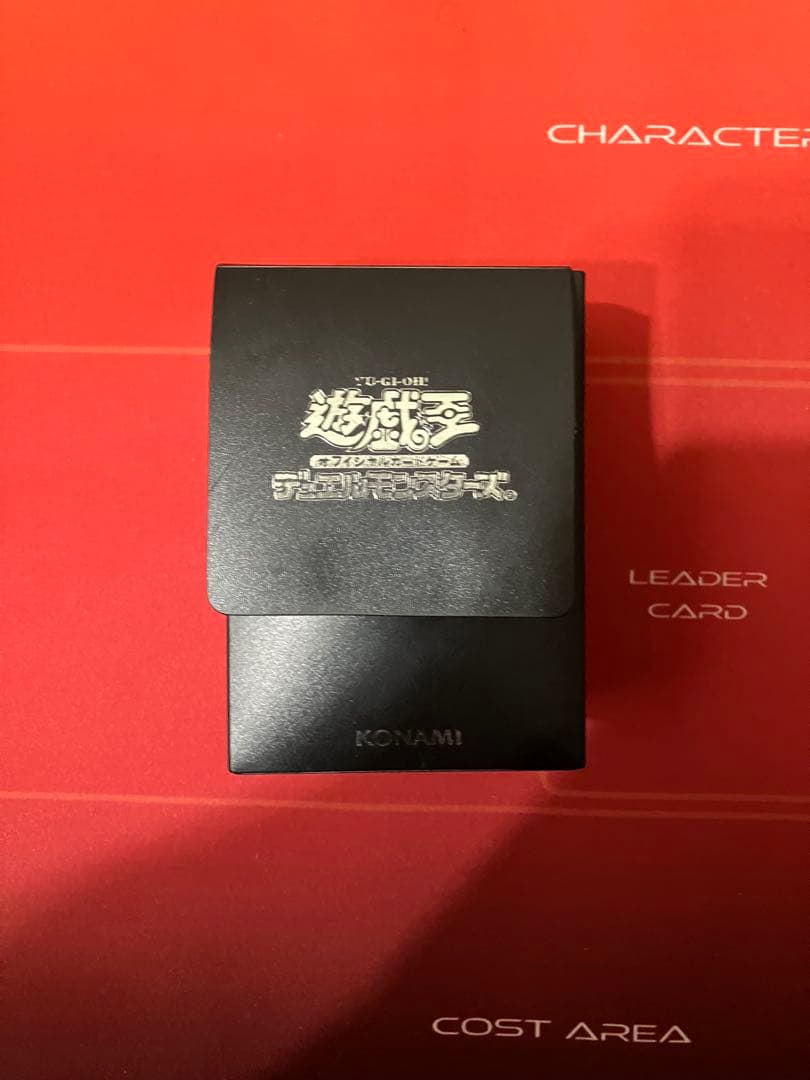 CHARACTER
YU-GI-OH!
遊戯王
オフィシャルカードゲーム
デュエルモンスターズ®
LEADER
CARD
KONAMI
COST AREA